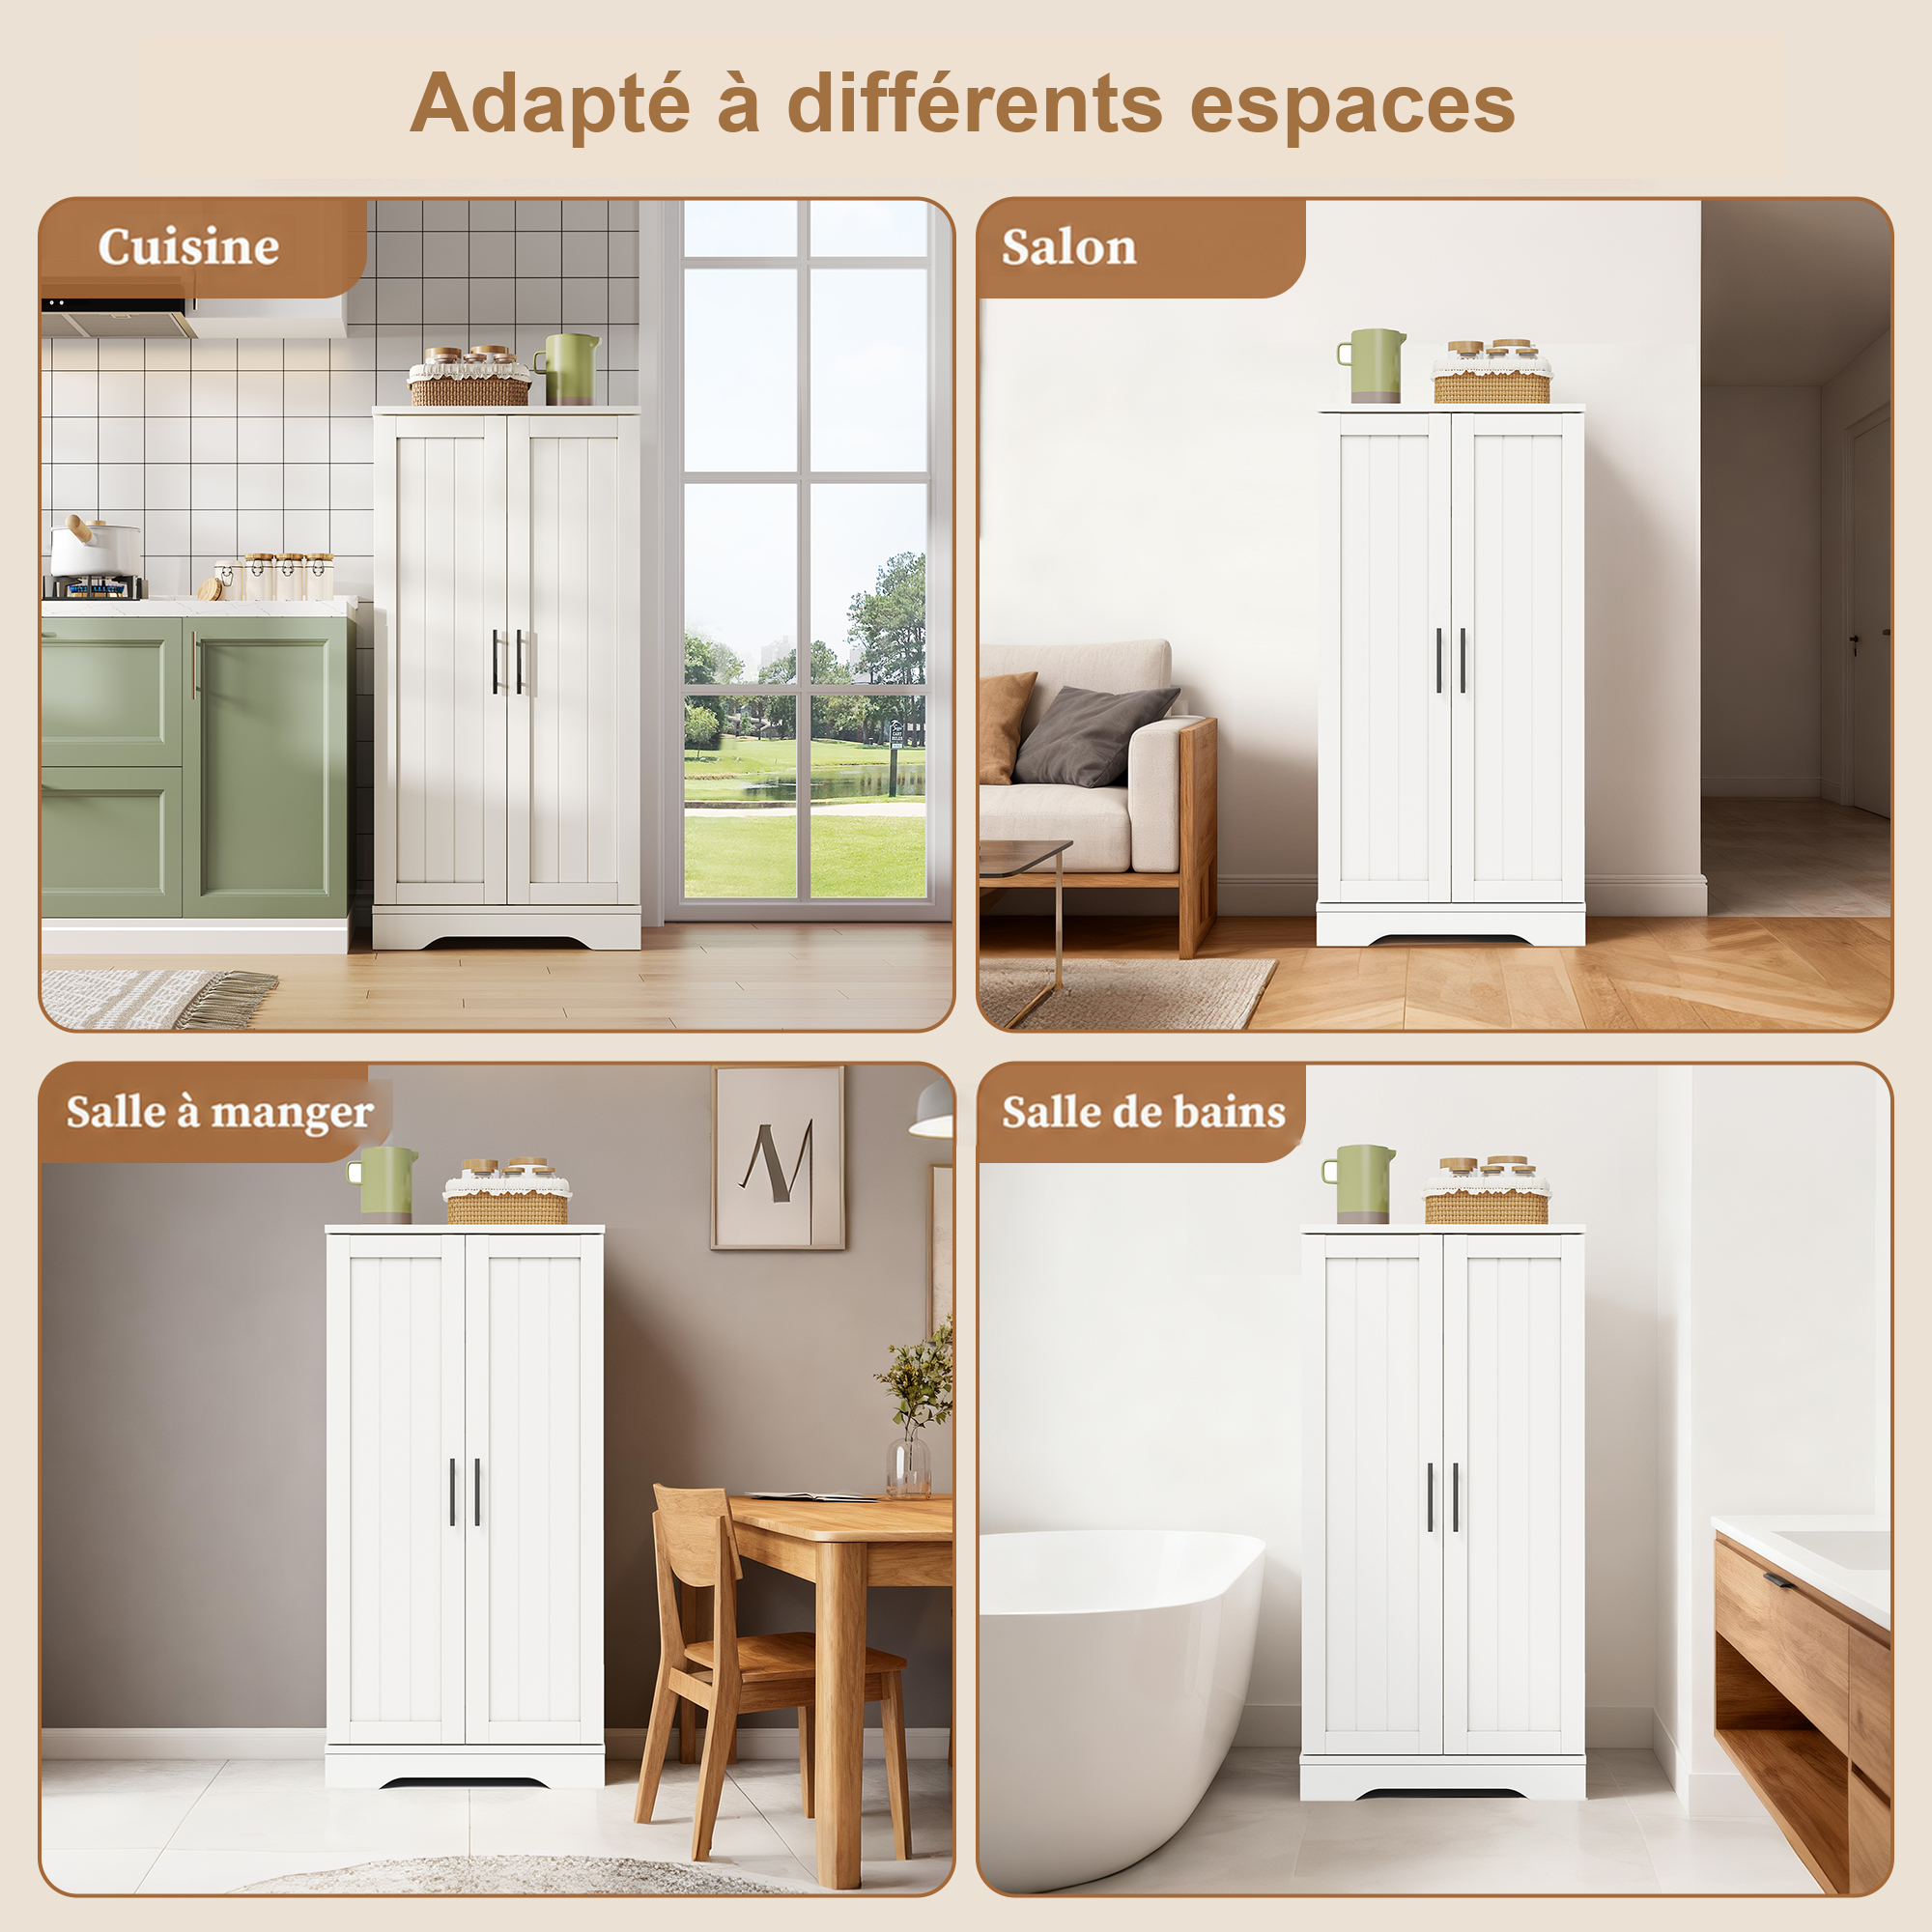 Adapté à différents espaces
Cuisine
Salon
Salle à manger
M
Salle de bains